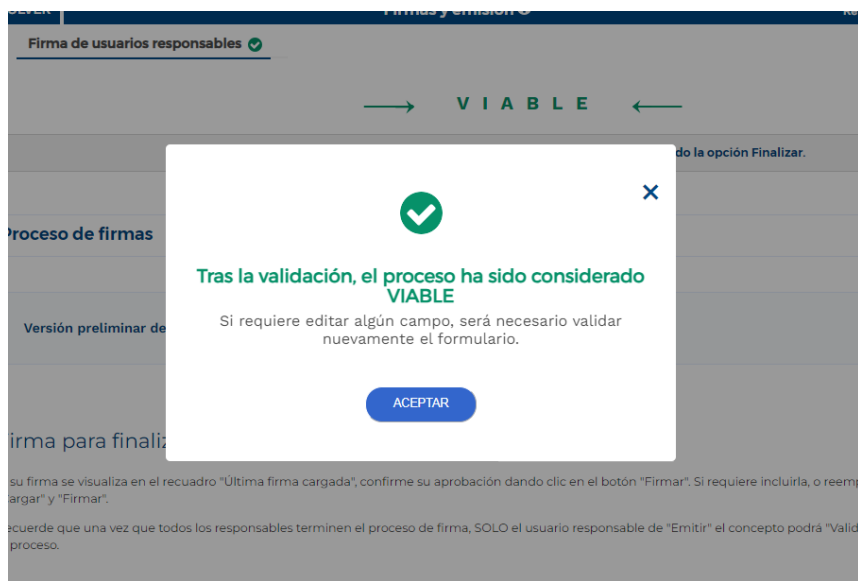 Firma de usuarios responsables
VIABLE
do la opción Finalizar.
Tras la validación, el proceso ha sido considerado
VIABLE
Proceso de firmas
Si requiere editar algún campo, será necesario validar
nuevamente el formulario.
Versión preliminar de
ACEPTAR
irma para finaliz
su firma se visualiza en el recuadro "Última firma cargada", confirme su aprobación dando clic en el botón "Firmar". Si requiere incluirla, o reemp
argar" y "Firmar".
ecuerde que una vez que todos los responsables terminen el proceso de firma, SOLO el usuario responsable de "Emitir" el concepto podrá "Valid
proceso.